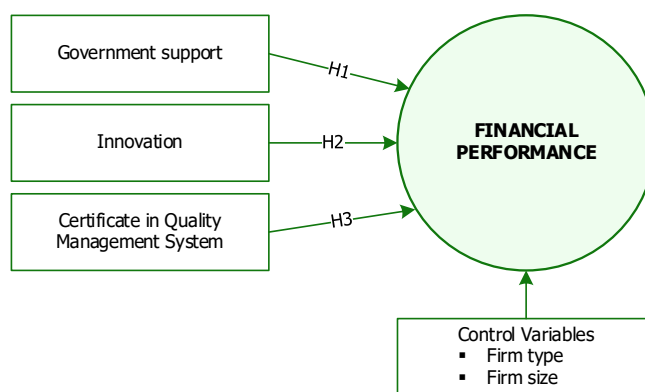 Government support
H1
Innovation
H2
FINANCIAL
PERFORMANCE
Certificate in Quality
Management System
H3
Control Variables
▪ Firm type
▪ Firm size